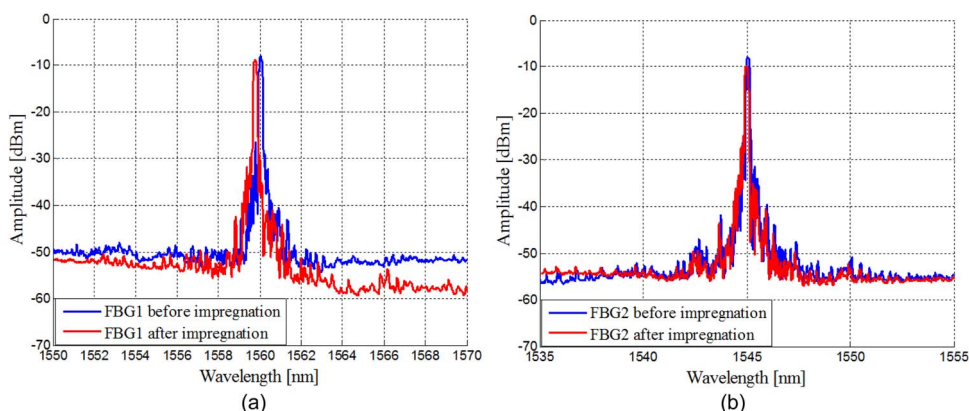 0
-10
-20
-30
-40
-50
-60
-70
Amplitude [dBm]
FBG1 before impregnation
FBG1 after impregnation
1550 1552 1554 1556 1558 1560 1562 1564 1566 1568 1570
Wavelength [nm]
(a)
0
-10
-20
-30
-40
-50
-60
-70
Amplitude [dBm]
FBG2 before impregnation
FBG2 after impregnation
1535 1540 1545 1550 1555
Wavelength [nm]
(b)